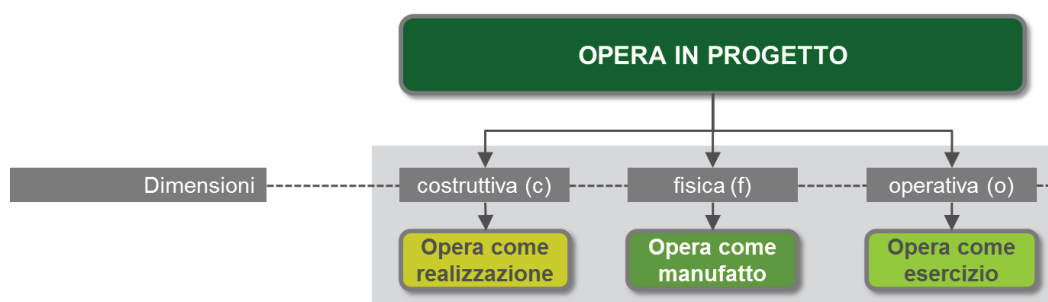 OPERA IN PROGETTO
Dimensioni
costruttiva (c)
fisica (f)
operativa (o)
Opera come
realizzazione
Opera come
manufatto
Opera come
esercizio